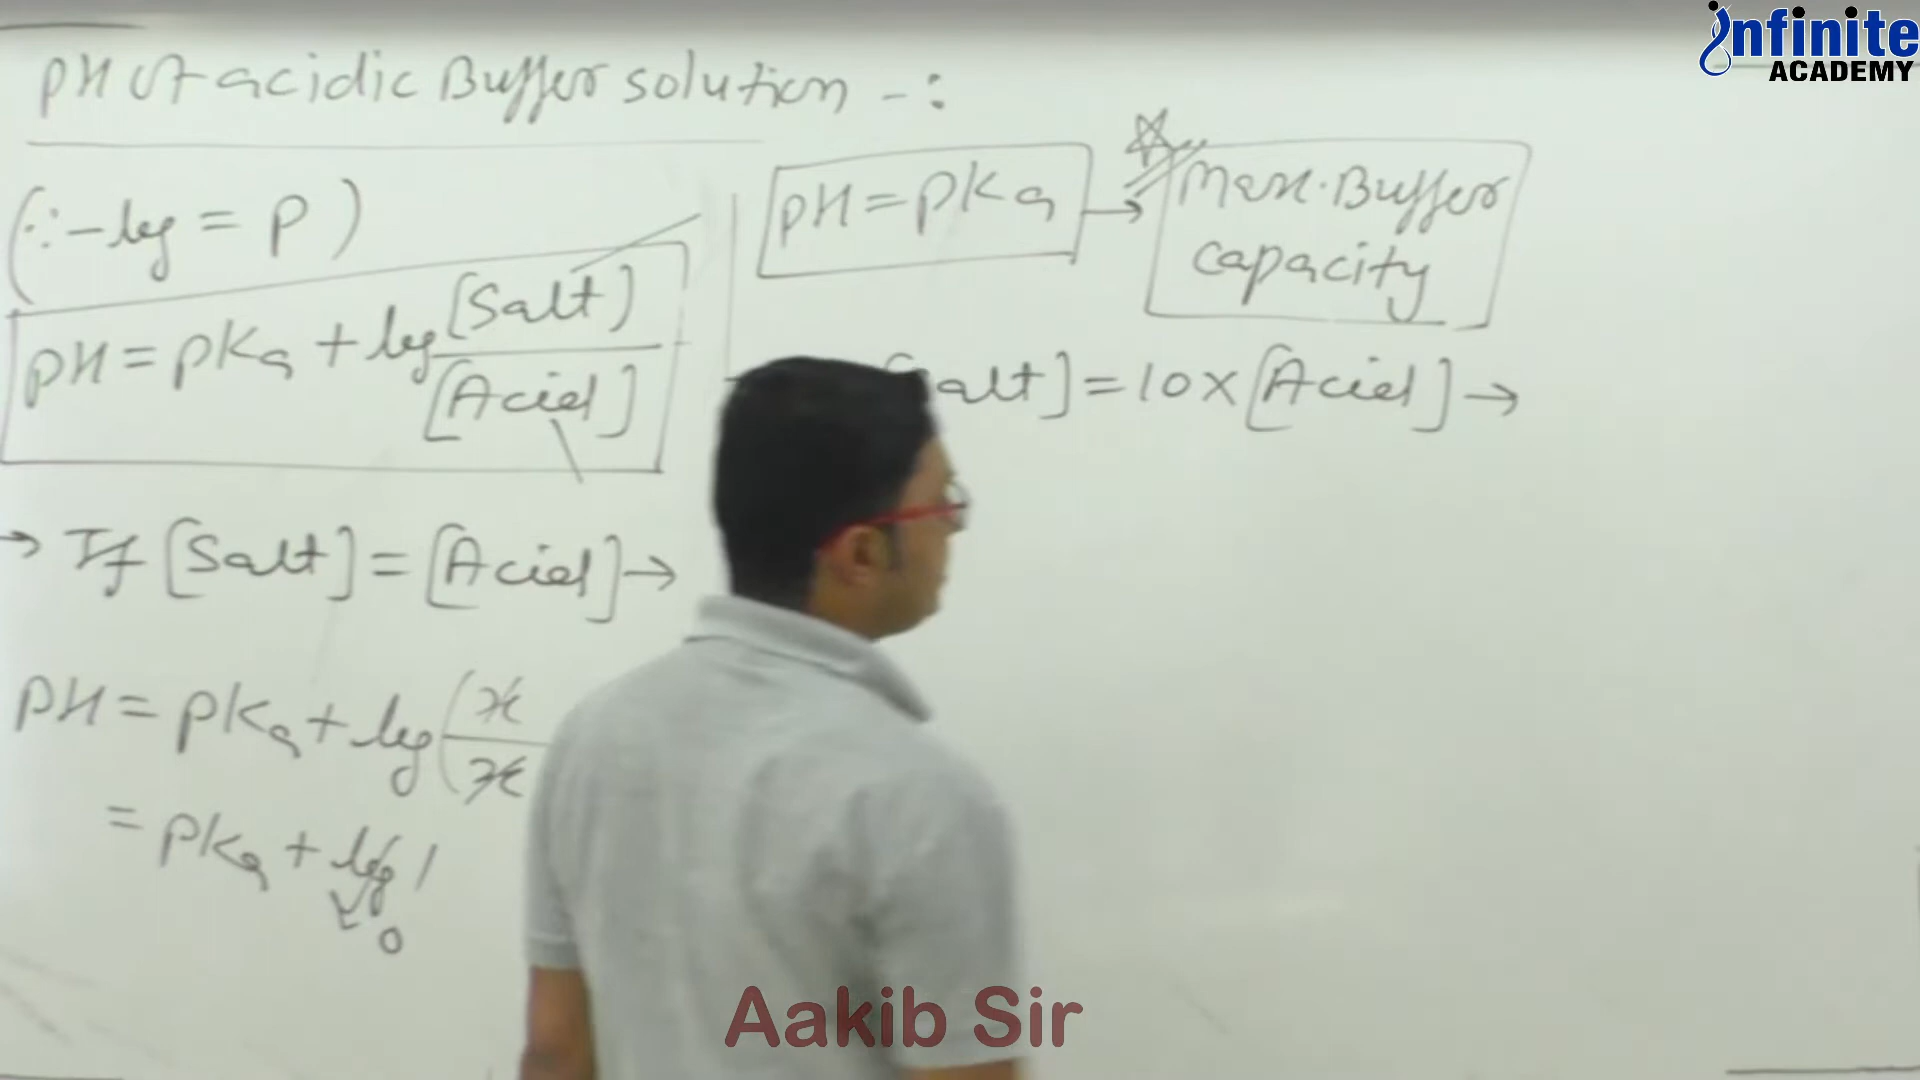 infinite
ACADEMY
pH of acidic Buffer solution -:
(∵ -log = P)
pH = pKa + log [Salt]
[Acid]
→ If [Salt] = [Acid] →
pH = pKa + log (x
x
= pKa + log 1
0
pH = pKa → Max. Buffer
capacity
alt] = 10 x [Acid] →
Aakib Sir